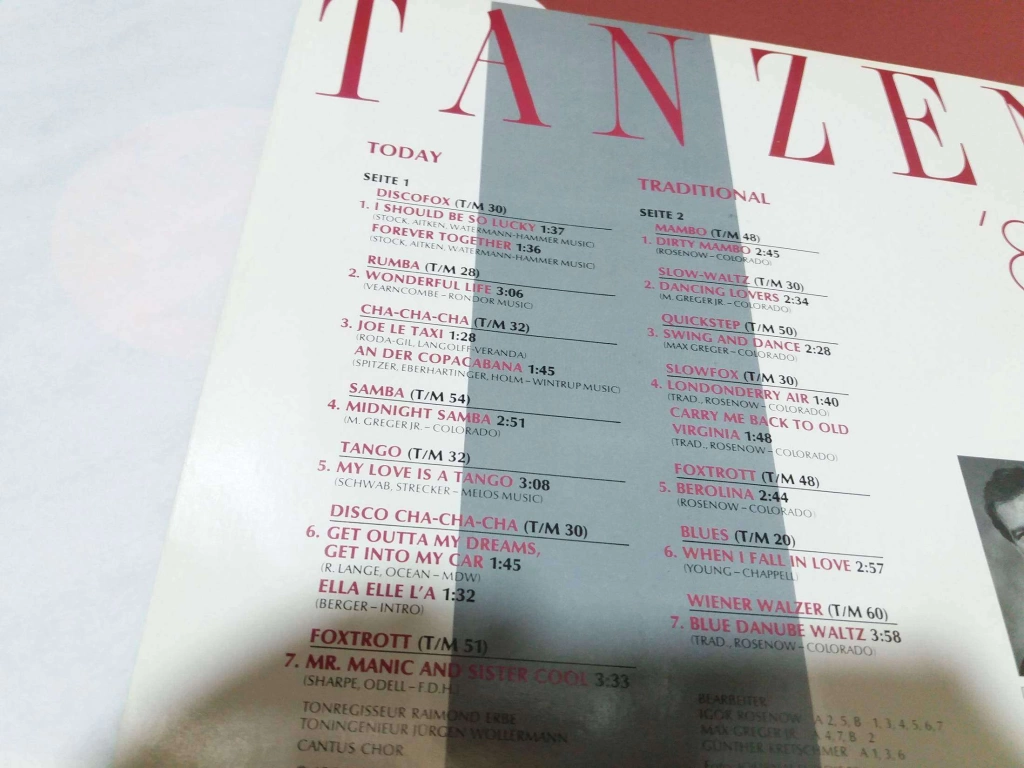 TANZEN
'8
TODAY
SEITE 1
DISCOFOX (T/M 30)
1. I SHOULD BE SO LUCKY 1:37
(STOCK, AITKEN, WATERMANN-HAMMER MUSIC)
FOREVER TOGETHER 1:36
(STOCK, AITKEN, WATERMANN-HAMMER MUSIC)
RUMBA (T/M 28)
2. WONDERFUL LIFE 3:06
(VEARNCOMBE – RONDOR MUSIC)
CHA-CHA-CHA (T/M 32)
3. JOE LE TAXI 1:28
(RODA-GIL, LANGOLFF-VERANDA)
AN DER COPACABANA 1:45
(SPITZER, EBERHARTINGER, HOLM – WINTRUP MUSIC)
SAMBA (T/M 54)
4. MIDNIGHT SAMBA 2:51
(M. GREGER JR. – COLORADO)
TANGO (T/M 32)
5. MY LOVE IS A TANGO 3:08
(SCHWAB, STRECKER – MELOS MUSIC)
DISCO CHA-CHA-CHA (T/M 30)
6. GET OUTTA MY DREAMS,
GET INTO MY CAR 1:45
(R. LANGE, OCEAN – MDW)
ELLA ELLE L'A 1:32
(BERGER – INTRO)
FOXTROTT (T/M 51)
7. MR. MANIC AND SISTER COOL 3:33
(SHARPE, ODELL – F.D.H.)
TONREGISSEUR RAIMOND ERBE
TONINGENIEUR JÜRGEN WOLLERMANN
CANTUS CHOR
TRADITIONAL
SEITE 2
MAMBO (T/M 48)
1. DIRTY MAMBO 2:45
(ROSENOW – COLORADO)
SLOW-WALTZ (T/M 30)
2. DANCING LOVERS 2:34
(M. GREGER JR. – COLORADO)
QUICKSTEP (T/M 50)
3. SWING AND DANCE 2:28
(MAX GREGER – COLORADO)
SLOWFOX (T/M 30)
4. LONDONDERRY AIR 1:40
(TRAD., ROSENOW – COLORADO)
CARRY ME BACK TO OLD
VIRGINIA 1:48
(TRAD., ROSENOW – COLORADO)
FOXTROTT (T/M 48)
5. BEROLINA 2:44
(ROSENOW – COLORADO)
BLUES (T/M 20)
6. WHEN I FALL IN LOVE 2:57
(YOUNG – CHAPPELL)
WIENER WALZER (T/M 60)
7. BLUE DANUBE WALTZ 3:58
(TRAD., ROSENOW – COLORADO)
BEARBEITER
IGOR ROSENOW A 2, 5, B 1, 3, 4, 5, 6, 7
MAX GREGER JR. A 4, 7, B 2
GÜNTHER KRETSCHMER A 1, 3, 6